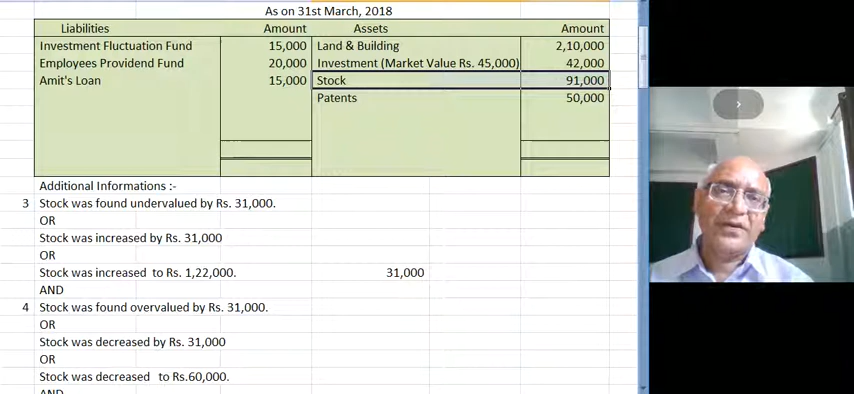 As on 31st March, 2018
Liabilities Amount Assets Amount
Investment Fluctuation Fund 15,000 Land & Building 2,10,000
Employees Providend Fund 20,000 Investment (Market Value Rs. 45,000) 42,000
Amit's Loan 15,000 Stock 91,000
Patents 50,000
Additional Informations :-
3 Stock was found undervalued by Rs. 31,000.
OR
Stock was increased by Rs. 31,000
OR
Stock was increased to Rs. 1,22,000. 31,000
AND
4 Stock was found overvalued by Rs. 31,000.
OR
Stock was decreased by Rs. 31,000
OR
Stock was decreased to Rs.60,000.
AND